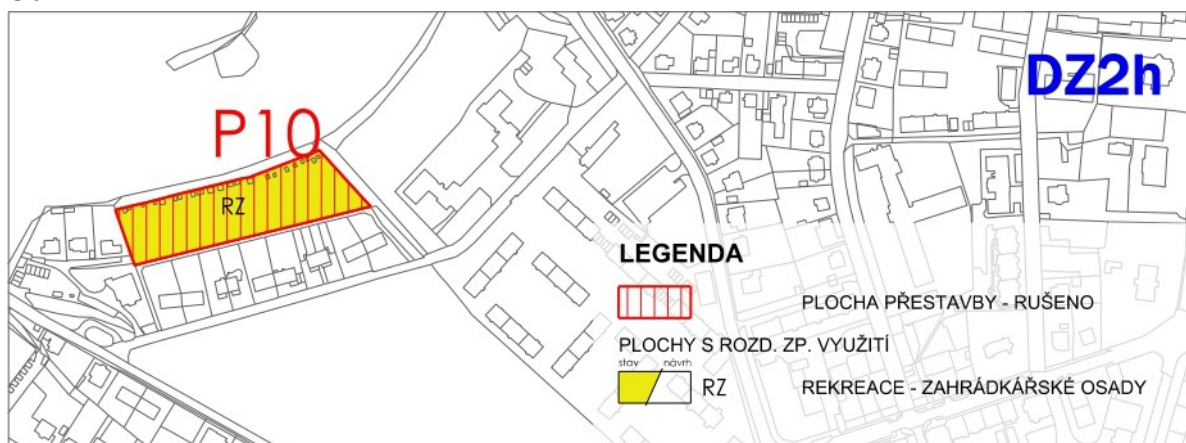 DZ2h
P10
RZ
LEGENDA
PLOCHA PŘESTAVBY - RUŠENO
PLOCHY S ROZD. ZP. VYUŽITÍ
stav návrh
RZ REKREACE - ZAHRÁDKÁŘSKÉ OSADY